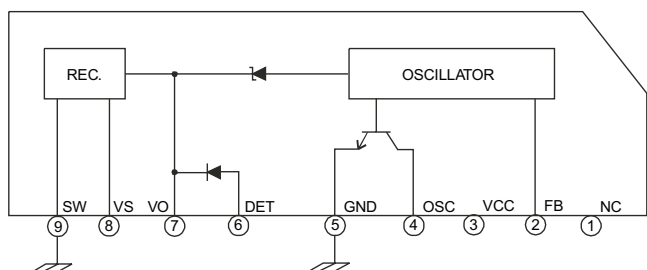 REC. OSCILLATOR
SW VS VO DET GND OSC VCC FB NC
9 8 7 6 5 4 3 2 1